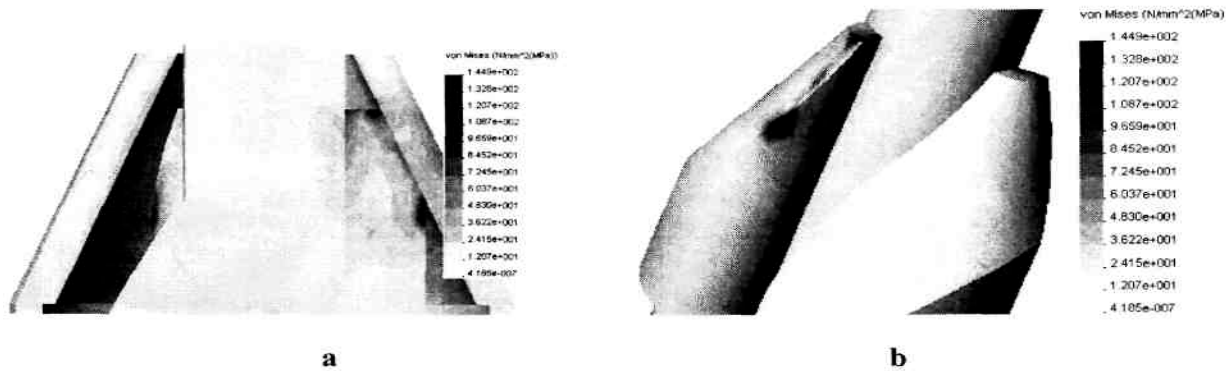 von Mises (N/mm^2(MPa))
1.449e+002
1.328e+002
1.207e+002
1.087e+002
9.659e+001
8.452e+001
7.245e+001
6.037e+001
4.830e+001
3.622e+001
2.415e+001
1.207e+001
4.185e-007
a
von Mises (N/mm^2(MPa))
1.449e+002
1.328e+002
1.207e+002
1.087e+002
9.659e+001
8.452e+001
7.245e+001
6.037e+001
4.830e+001
3.622e+001
2.415e+001
1.207e+001
4.185e-007
b